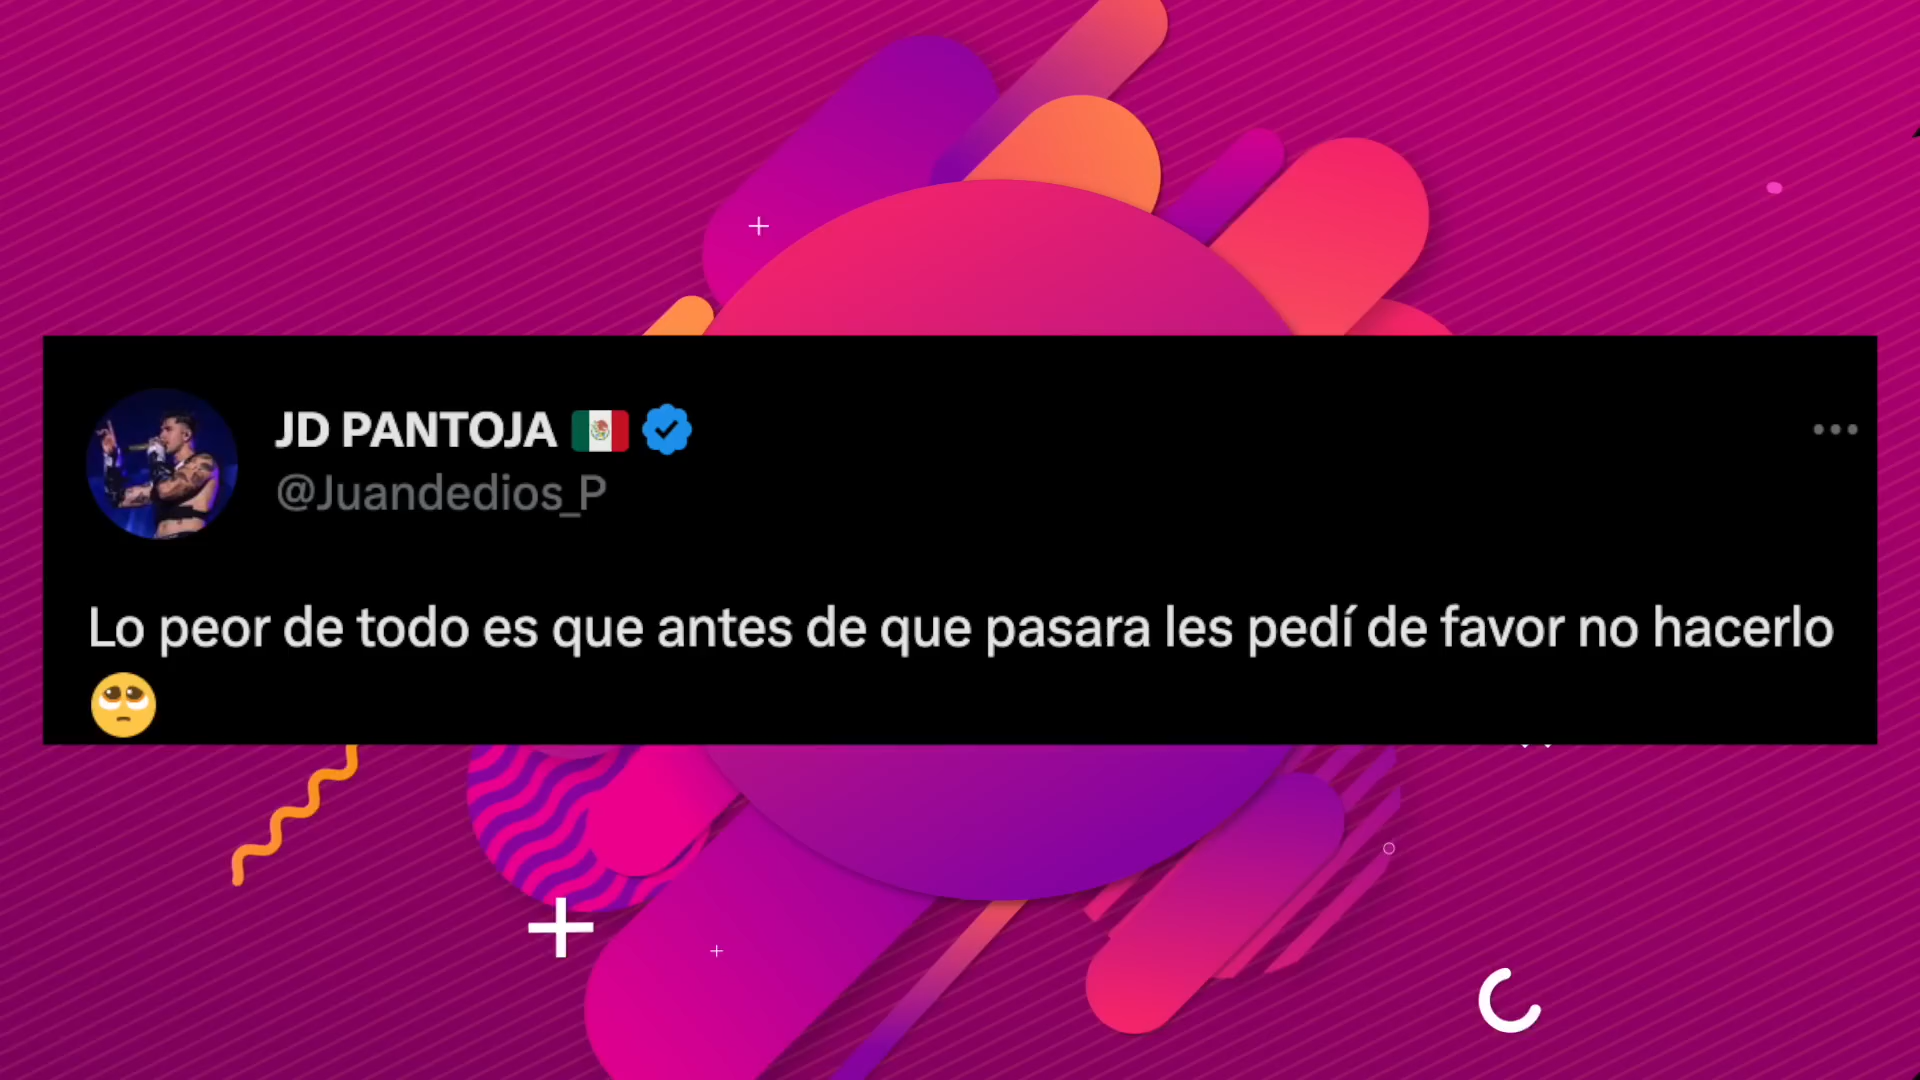 JD PANTOJA 🇲🇽
@Juandedios_P
Lo peor de todo es que antes de que pasara les pedí de favor no hacerlo
🥺